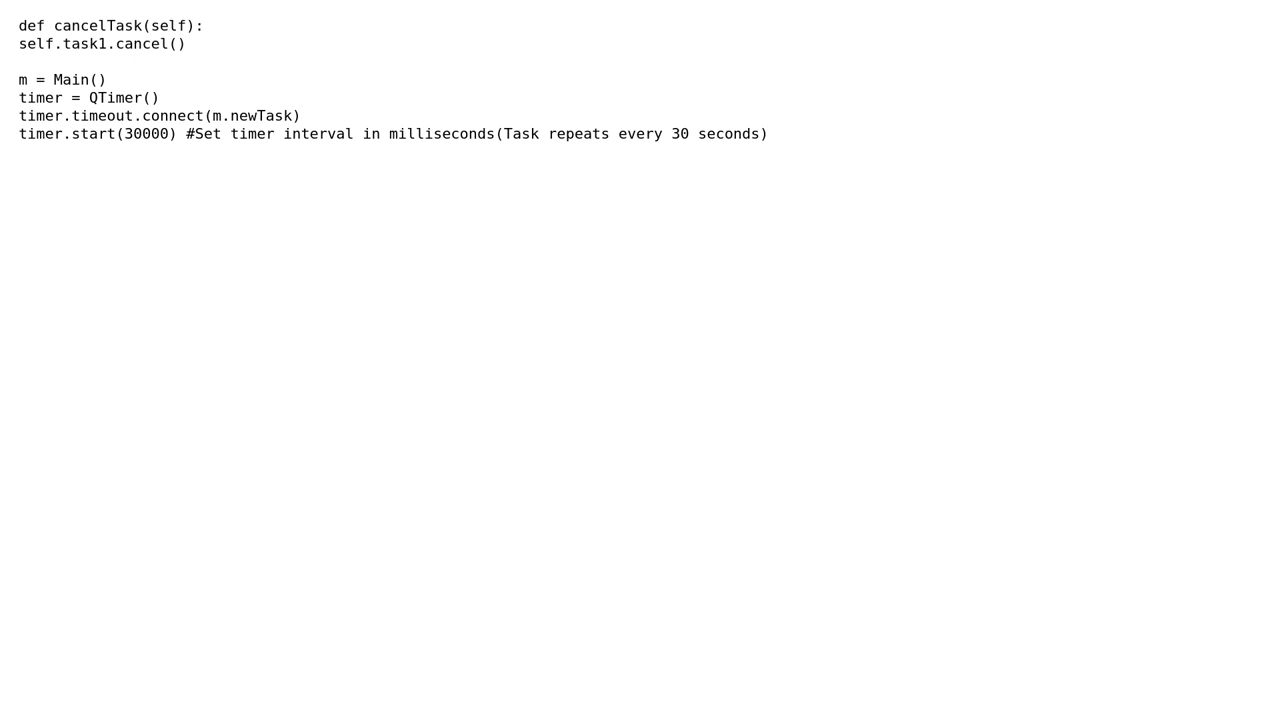 def cancelTask(self):
self.task1.cancel()

m = Main()
timer = QTimer()
timer.timeout.connect(m.newTask)
timer.start(30000) #Set timer interval in milliseconds(Task repeats every 30 seconds)